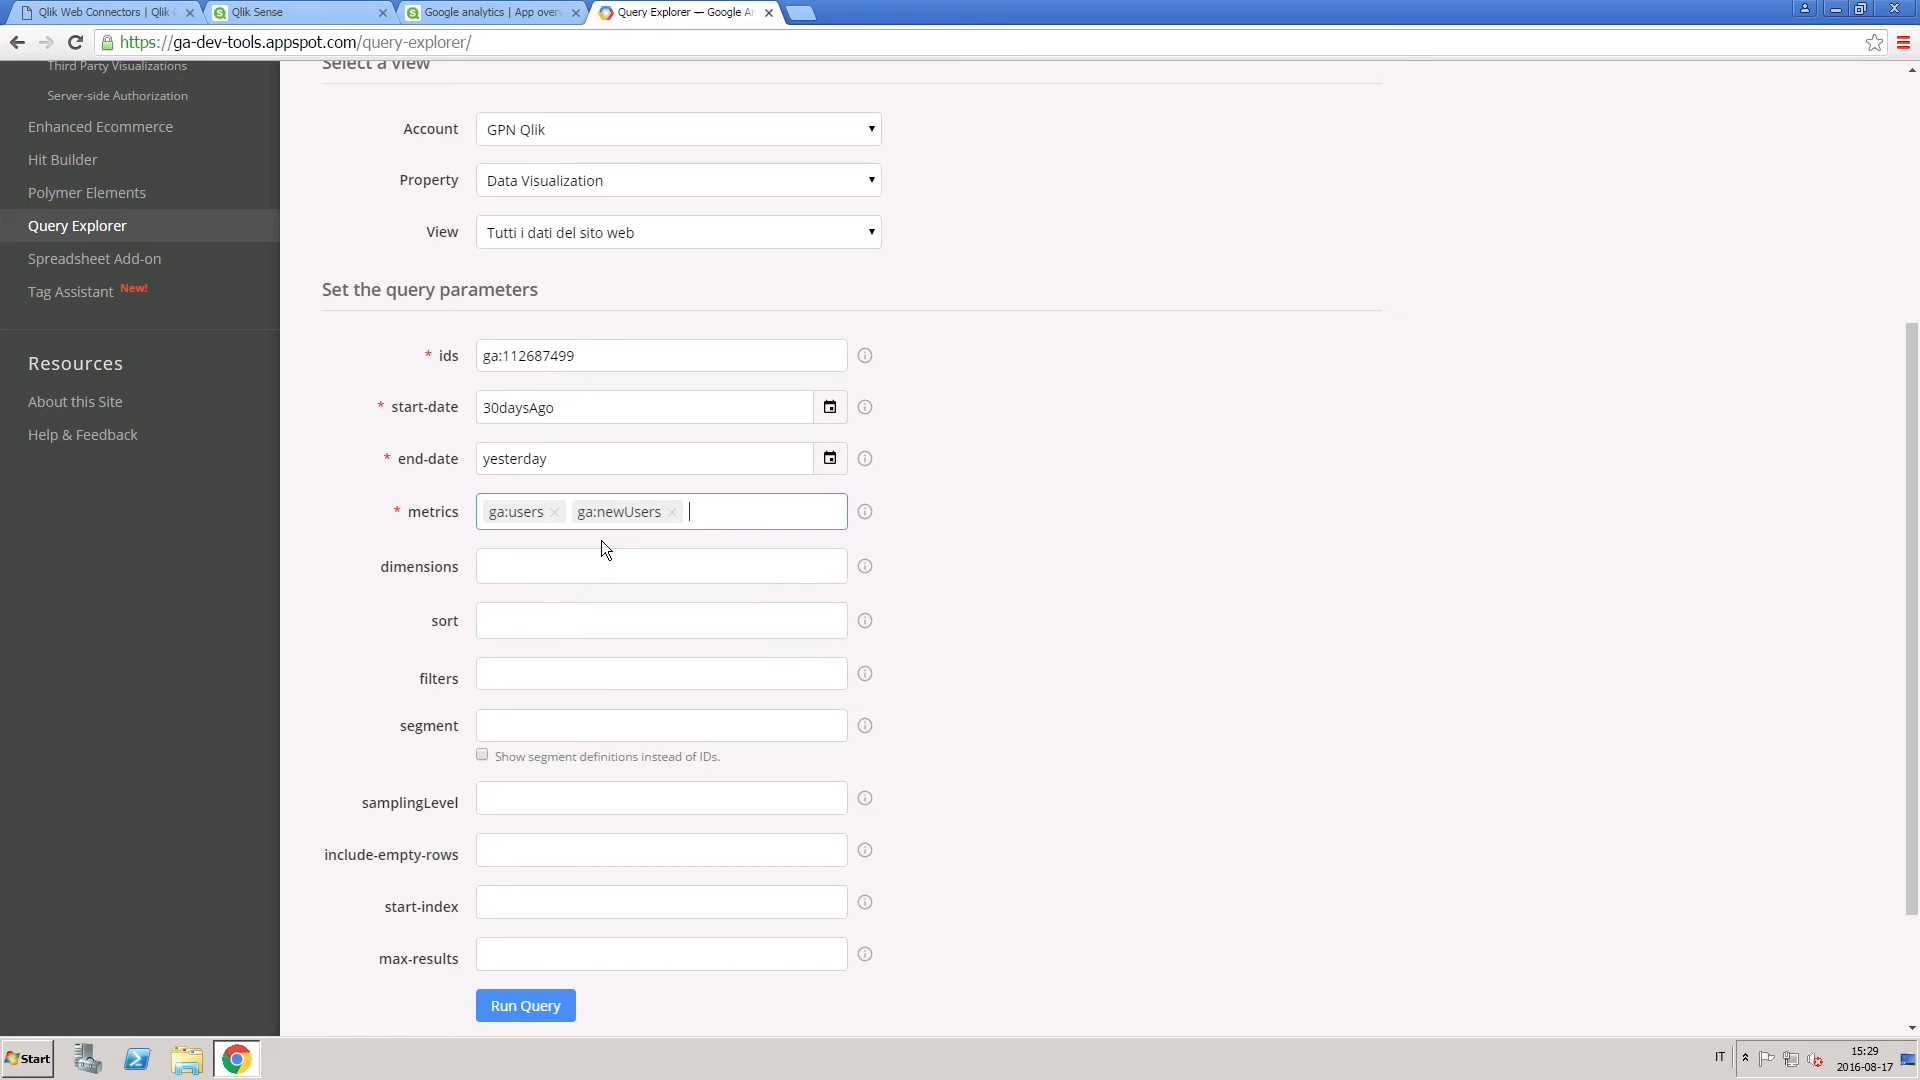 Qlik Web Connectors | Qlik
Qlik Sense
Google analytics | App over
Query Explorer — Google An
https://ga-dev-tools.appspot.com/query-explorer/
Third Party Visualizations
Server-side Authorization
Enhanced Ecommerce
Hit Builder
Polymer Elements
Query Explorer
Spreadsheet Add-on
Tag Assistant New!
Resources
About this Site
Help & Feedback
Select a view
Account GPN Qlik
Property Data Visualization
View Tutti i dati del sito web
Set the query parameters
* ids ga:112687499
* start-date 30daysAgo
* end-date yesterday
* metrics ga:users × ga:newUsers ×
dimensions
sort
filters
segment
Show segment definitions instead of IDs.
samplingLevel
include-empty-rows
start-index
max-results
Run Query
Start
IT
15:29
2016-08-17